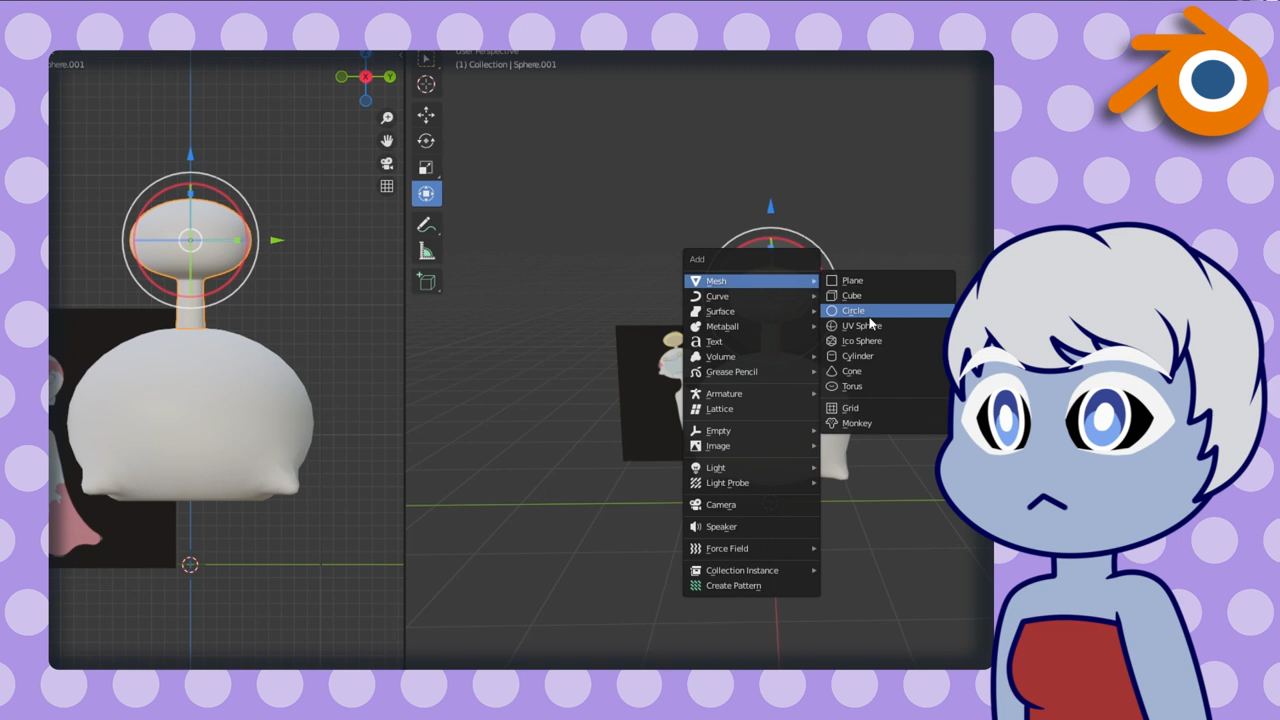 here.001
User Perspective
(1) Collection | Sphere.001
X
Y
Add
Mesh
Curve
Surface
Metaball
Text
Volume
Grease Pencil
Armature
Lattice
Empty
Image
Light
Light Probe
Camera
Speaker
Force Field
Collection Instance
Create Pattern
Plane
Cube
Circle
UV Sphere
Ico Sphere
Cylinder
Cone
Torus
Grid
Monkey